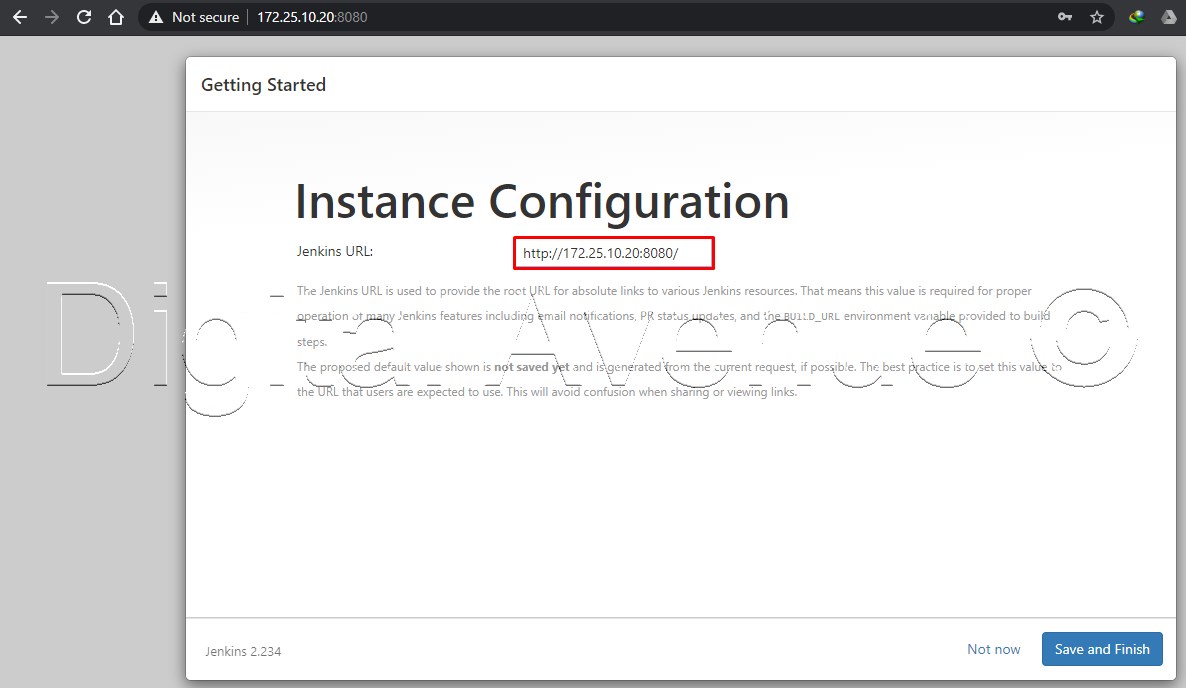 Not secure | 172.25.10.20:8080
Getting Started
Instance Configuration
Jenkins URL:
http://172.25.10.20:8080/
The Jenkins URL is used to provide the root URL for absolute links to various Jenkins resources. That means this value is required for proper
operation of many Jenkins features including email notifications, PR status updates, and the BUILD_URL environment variable provided to build
steps.
The proposed default value shown is not saved yet and is generated from the current request, if possible. The best practice is to set this value to
the URL that users are expected to use. This will avoid confusion when sharing or viewing links.
Digital Avenue ©
Jenkins 2.234
Not now
Save and Finish